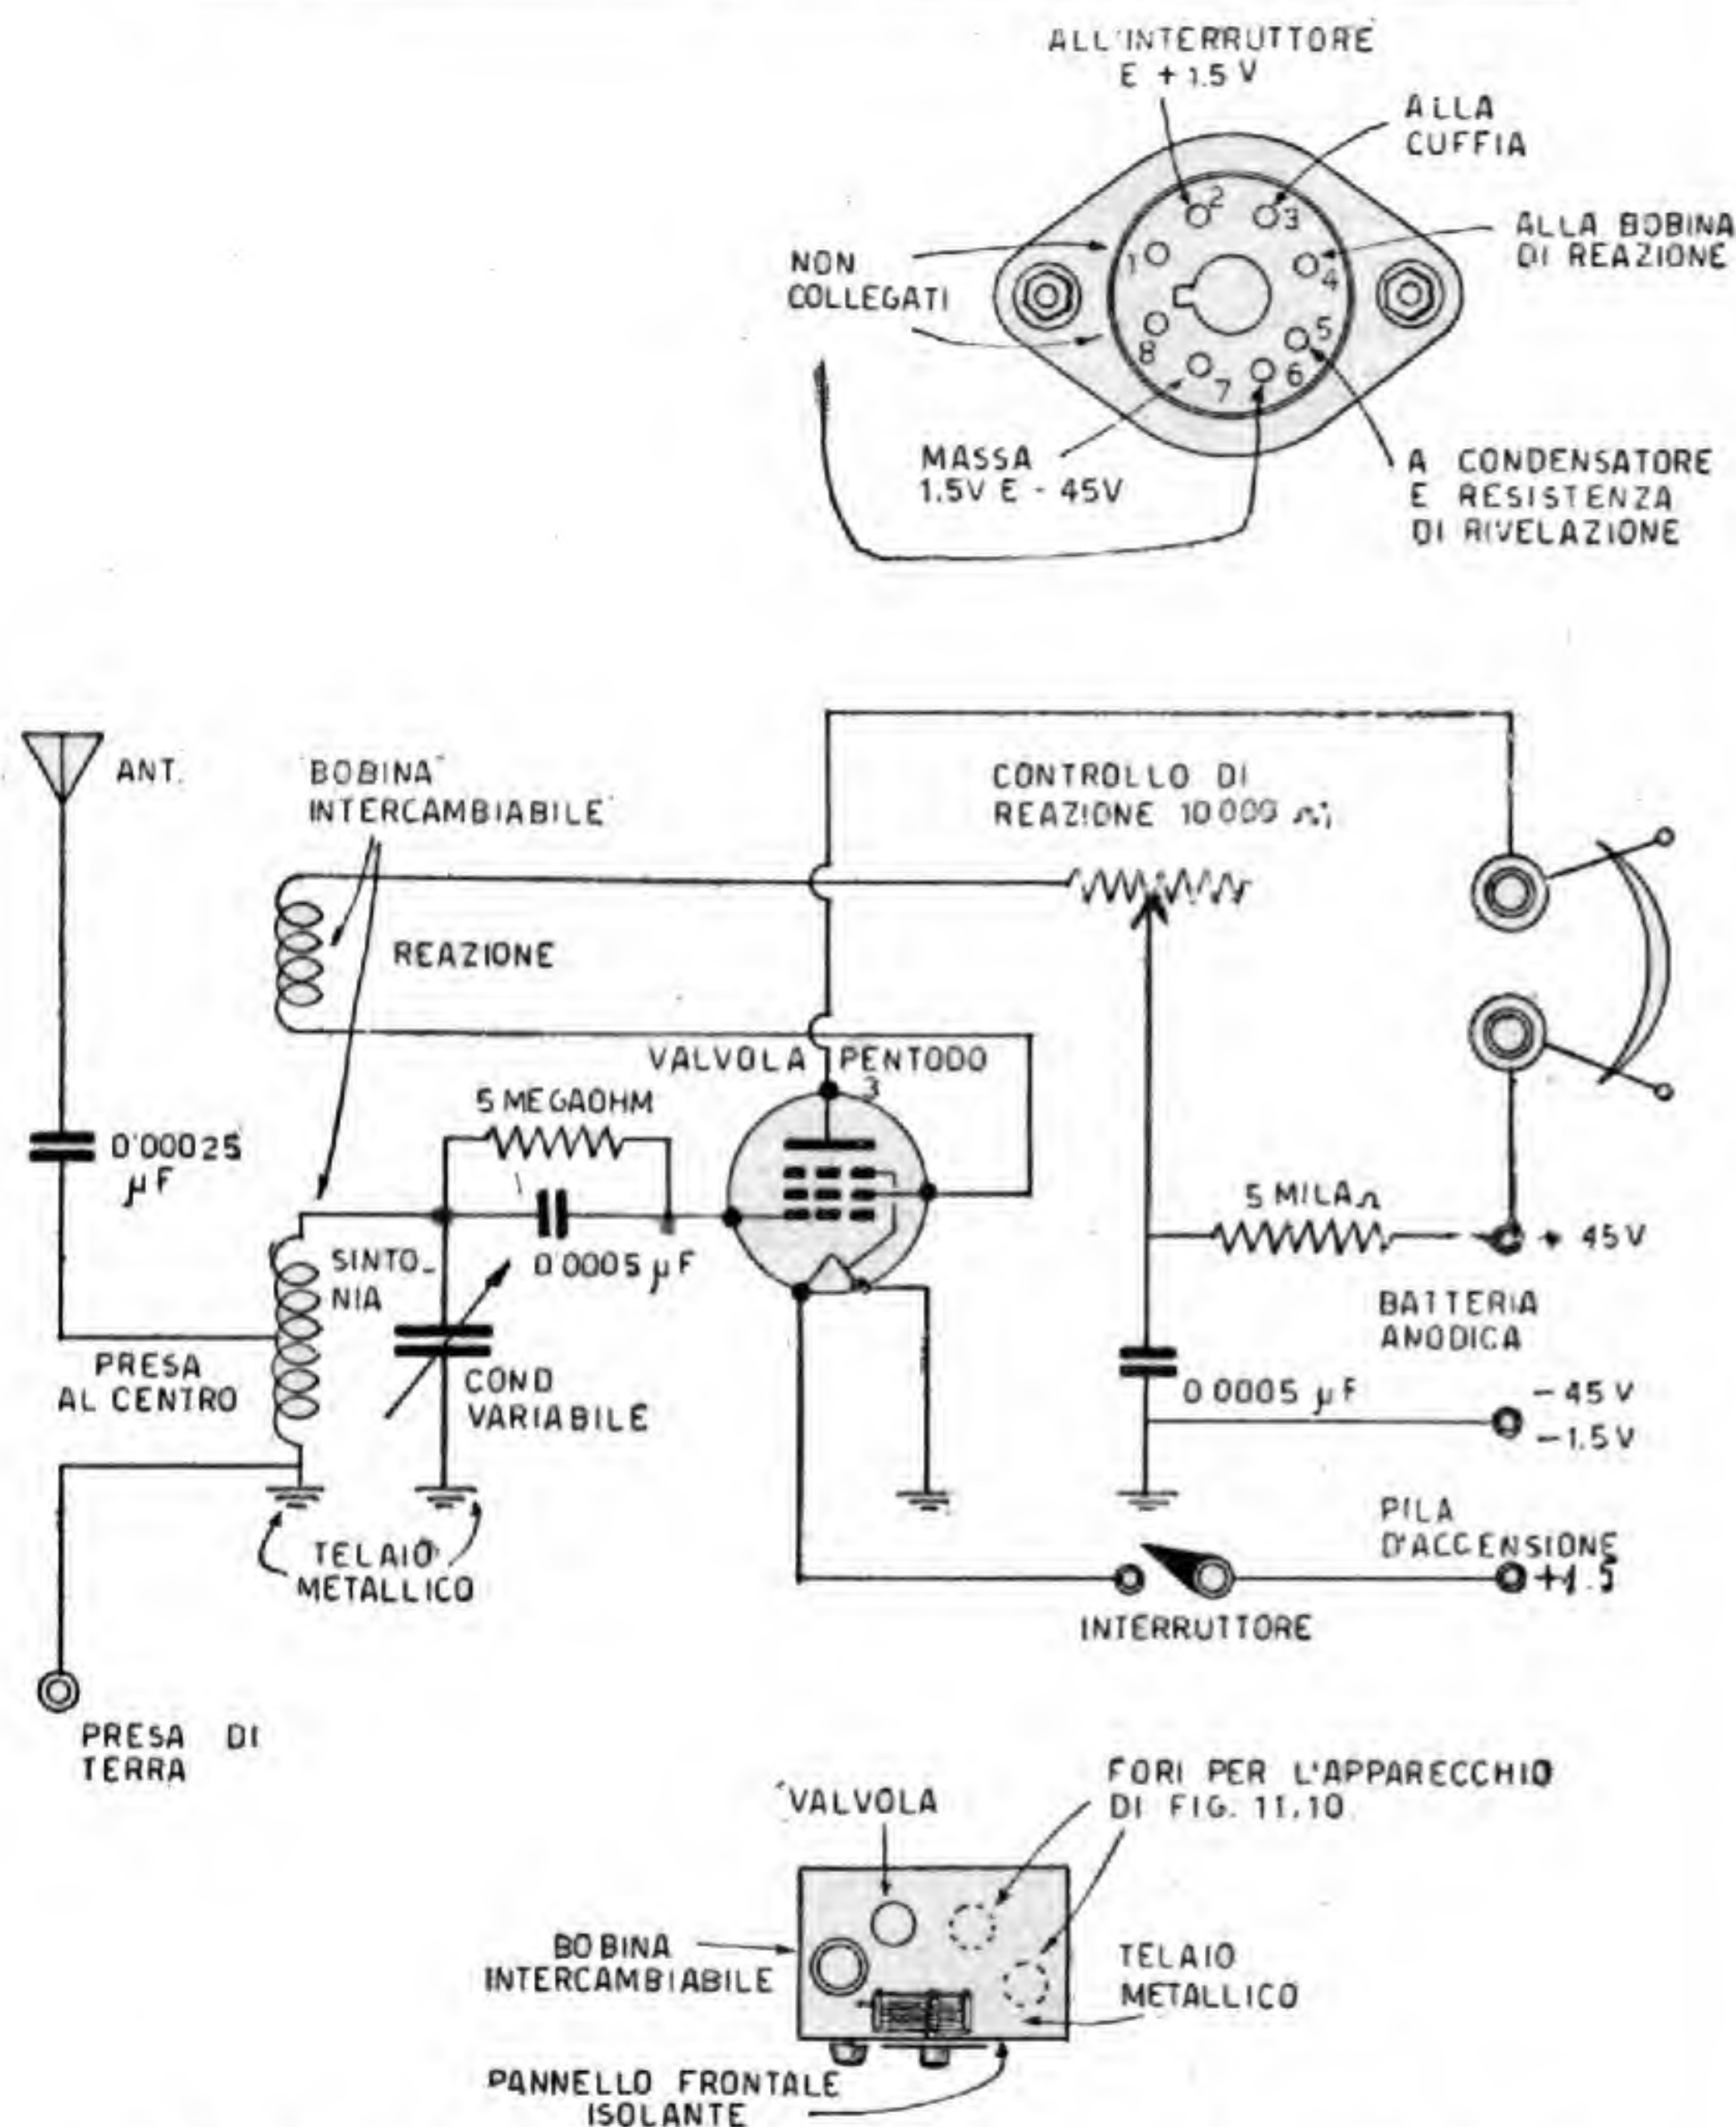 ALL'INTERRUTTORE
E + 1.5 V
ALLA
CUFFIA
ALLA BOBINA
DI REAZIONE
NON
COLLEGATI
1
2
3
4
5
6
7
8
MASSA
1.5V E - 45V
A CONDENSATORE
E RESISTENZA
DI RIVELAZIONE
ANT.
"BOBINA"
INTERCAMBIABILE
CONTROLLO DI
REAZIONE 10000 Ω
REAZIONE
VALVOLA PENTODO
3
5 MEGAOHM
0'00025
µF
SINTO-
NIA
0.0005 µF
5 MILA Ω
+ 45V
BATTERIA
ANODICA
PRESA
AL CENTRO
COND
VARIABILE
0.0005 µF
- 45 V
- 1.5 V
PILA
D'ACCENSIONE
+1.5
TELAIO
METALLICO
INTERRUTTORE
PRESA DI
TERRA
VALVOLA
FORI PER L'APPARECCHIO
DI FIG. 11.10
BOBINA
INTERCAMBIABILE
TELAIO
METALLICO
PANNELLO FRONTALE
ISOLANTE